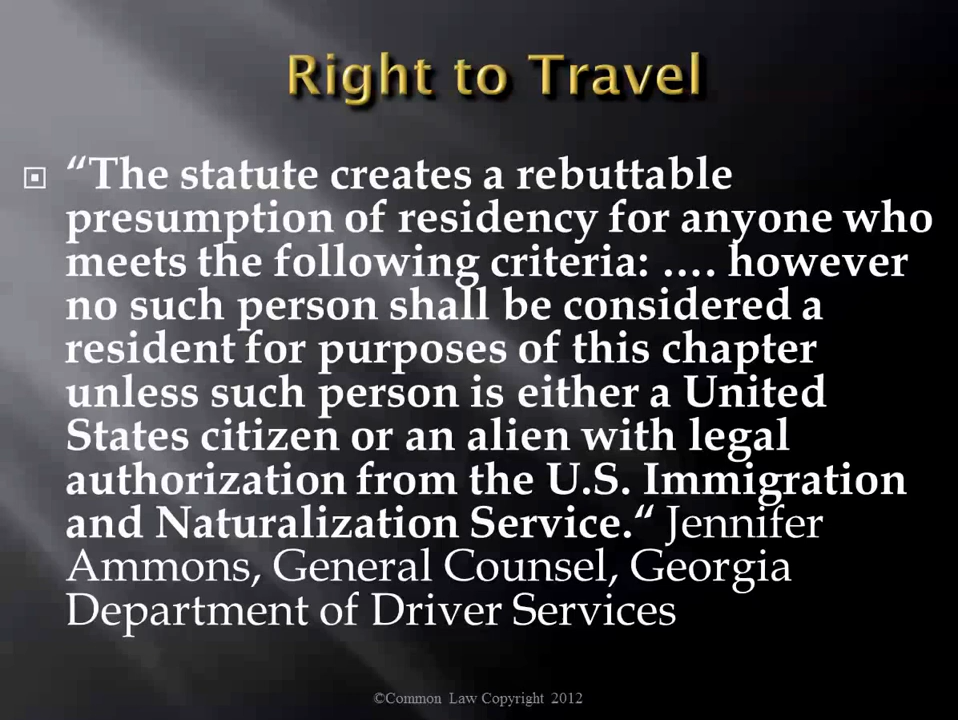 Right to Travel
“The statute creates a rebuttable
presumption of residency for anyone who
meets the following criteria: …. however
no such person shall be considered a
resident for purposes of this chapter
unless such person is either a United
States citizen or an alien with legal
authorization from the U.S. Immigration
and Naturalization Service.“ Jennifer
Ammons, General Counsel, Georgia
Department of Driver Services
©Common Law Copyright 2012